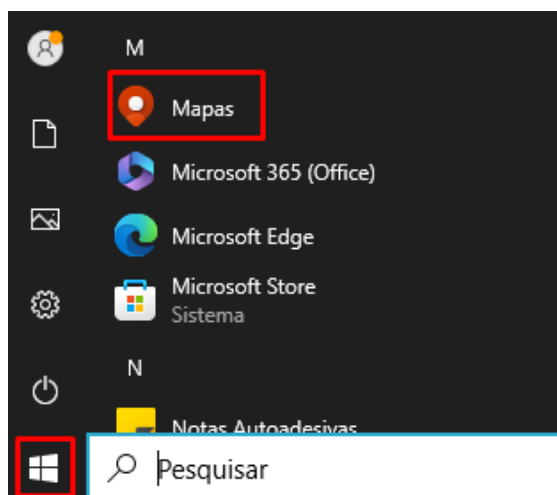 M
Mapas
Microsoft 365 (Office)
Microsoft Edge
Microsoft Store
Sistema
N
Notas Autoadesivas
Pesquisar